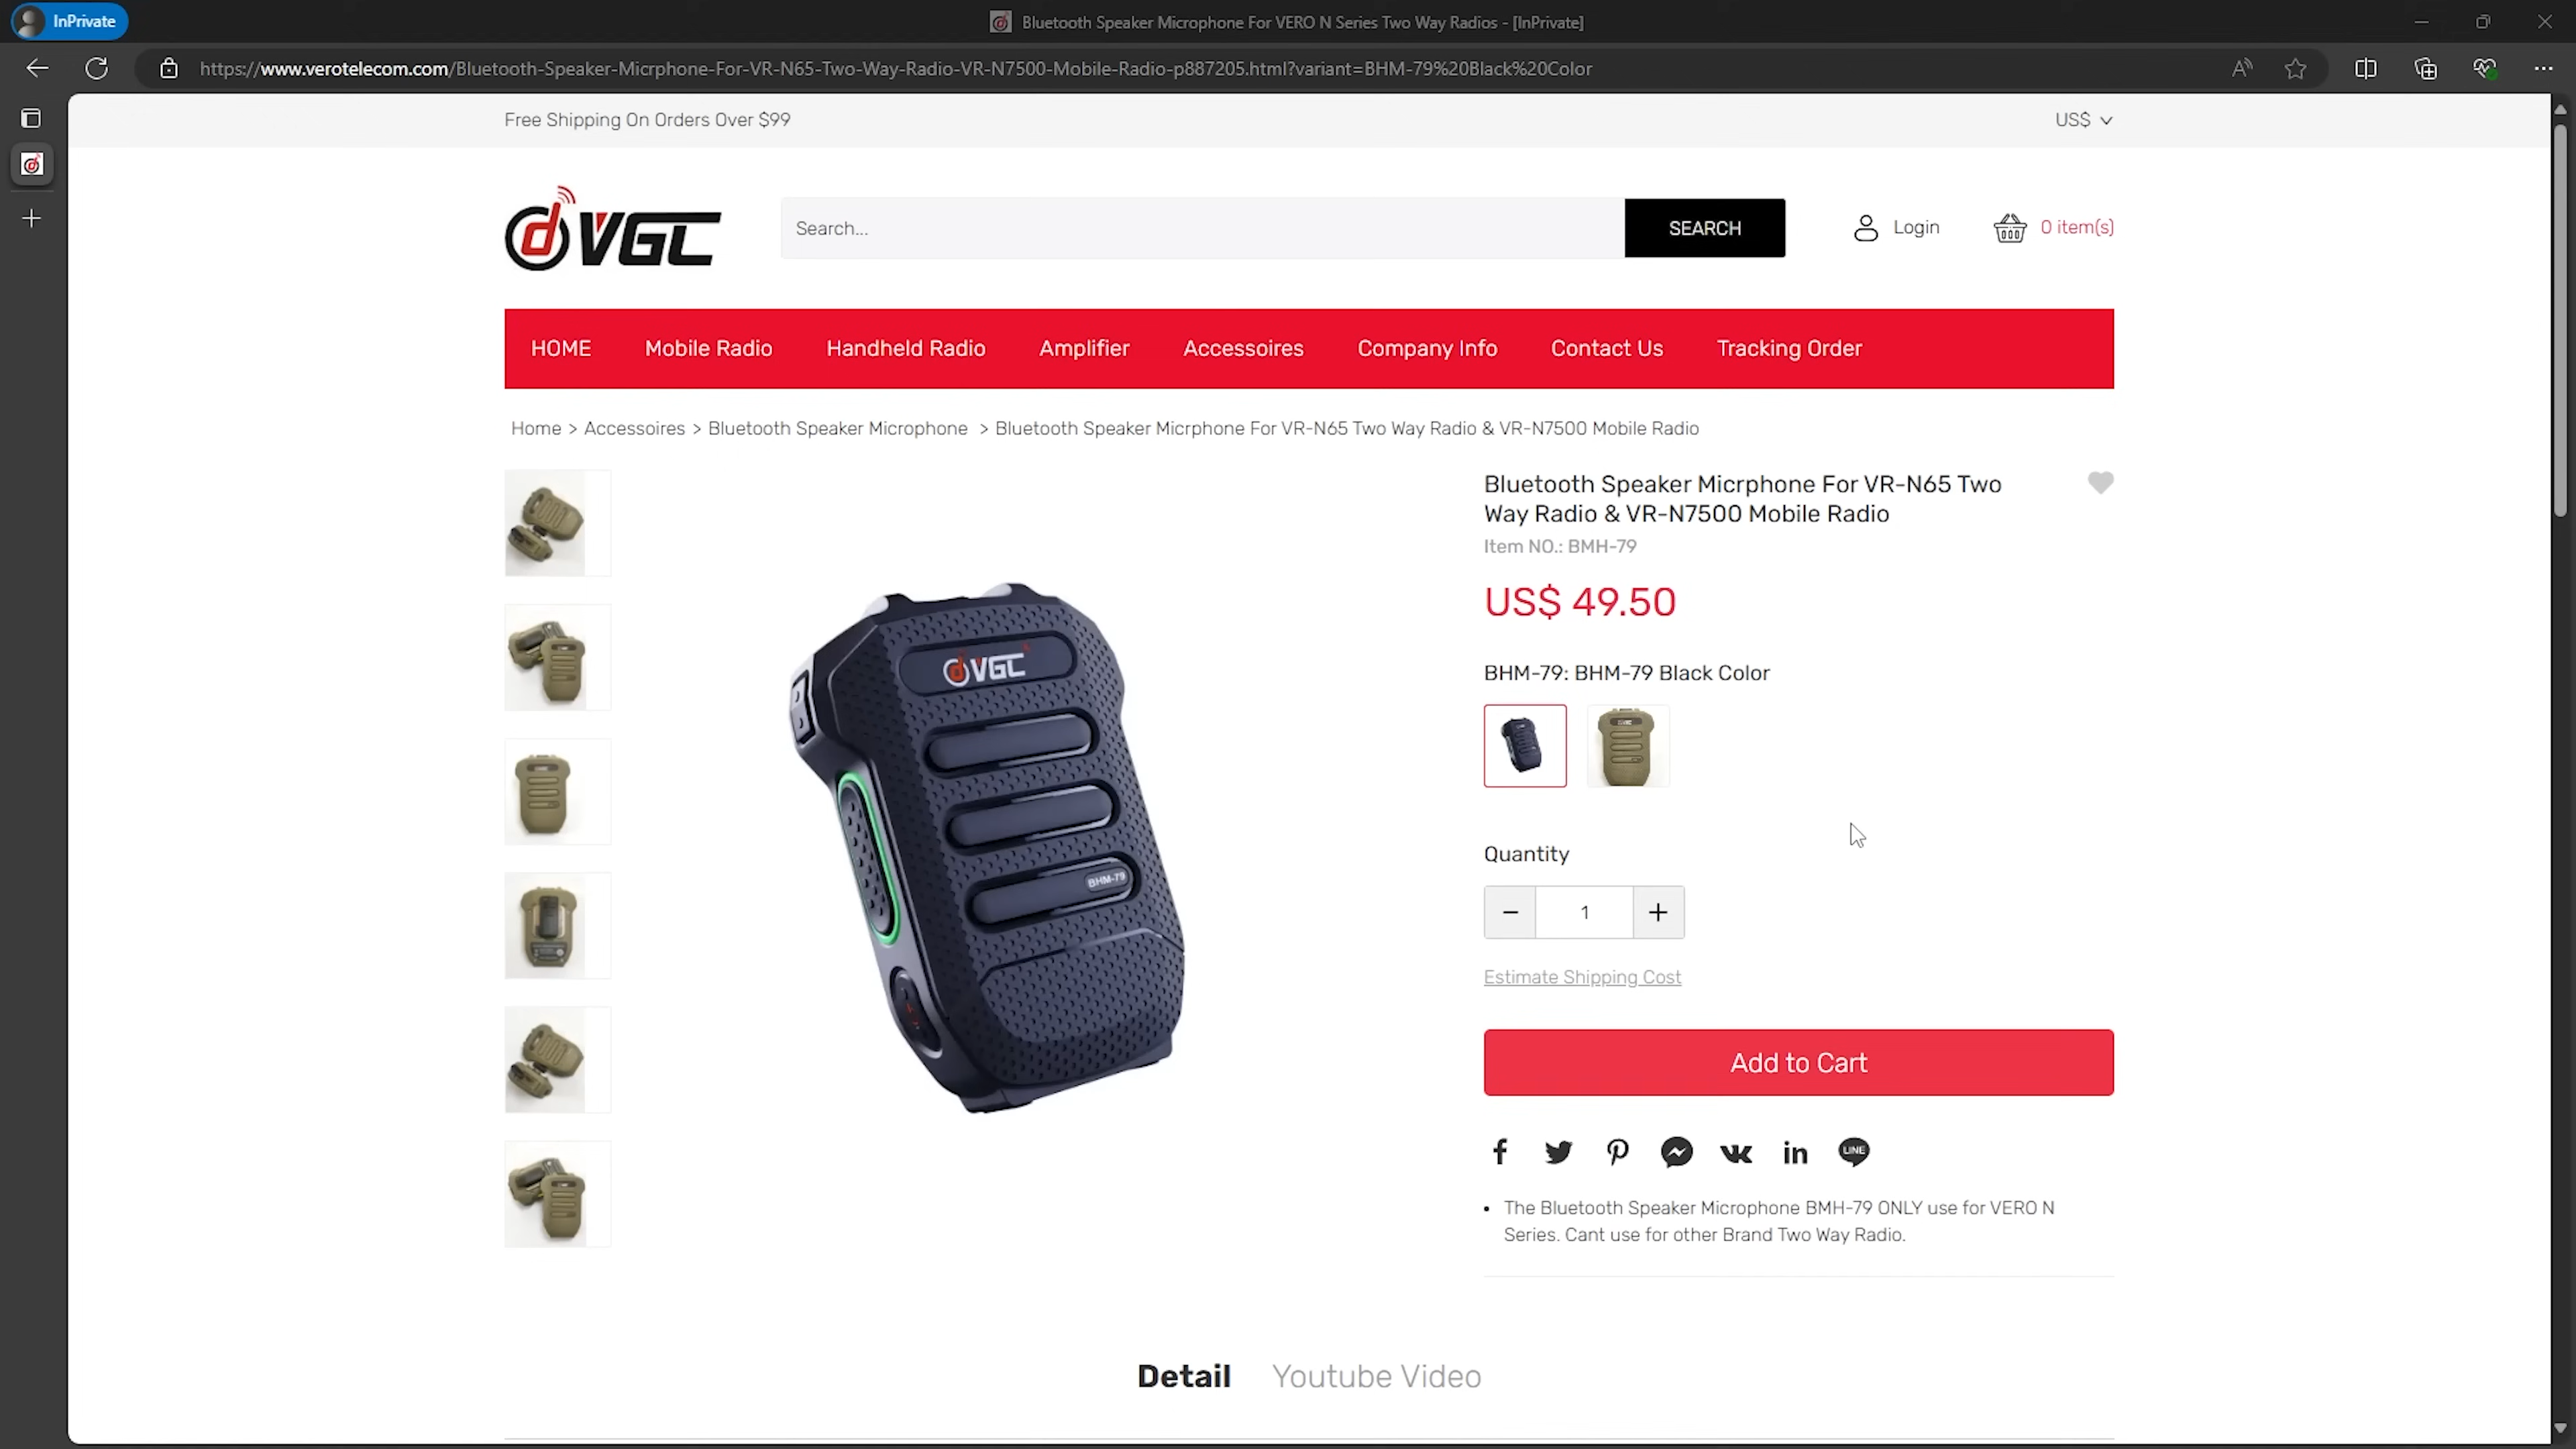 InPrivate
Bluetooth Speaker Microphone For VERO N Series Two Way Radios - [InPrivate]
https://www.verotelecom.com/Bluetooth-Speaker-Micrphone-For-VR-N65-Two-Way-Radio-VR-N7500-Mobile-Radio-p887205.html?variant=BHM-79%20Black%20Color
Free Shipping On Orders Over $99
US$
VGC
Search...
SEARCH
Login
0 item(s)
HOME Mobile Radio Handheld Radio Amplifier Accessoires Company Info Contact Us Tracking Order
Home > Accessoires > Bluetooth Speaker Microphone > Bluetooth Speaker Micrphone For VR-N65 Two Way Radio & VR-N7500 Mobile Radio
Bluetooth Speaker Micrphone For VR-N65 Two
Way Radio & VR-N7500 Mobile Radio
Item NO.: BMH-79
US$ 49.50
VGC
BHM-79
BHM-79: BHM-79 Black Color
Quantity
1
Estimate Shipping Cost
Add to Cart
LINE
• The Bluetooth Speaker Microphone BMH-79 ONLY use for VERO N
Series. Cant use for other Brand Two Way Radio.
Detail Youtube Video